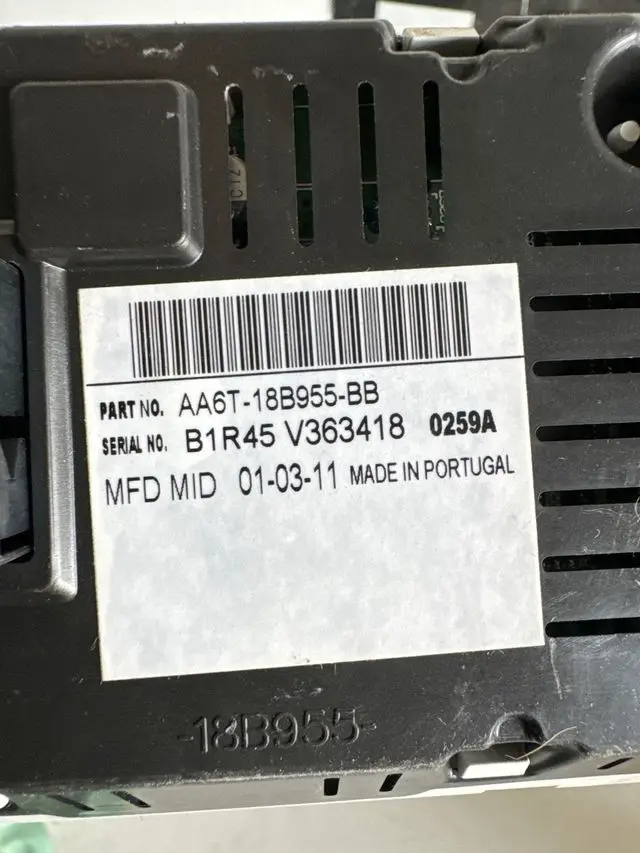 PART NO. AA6T-18B955-BB
SERIAL NO. B1R45 V363418 0259A
MFD MID 01-03-11 MADE IN PORTUGAL
-18B955-